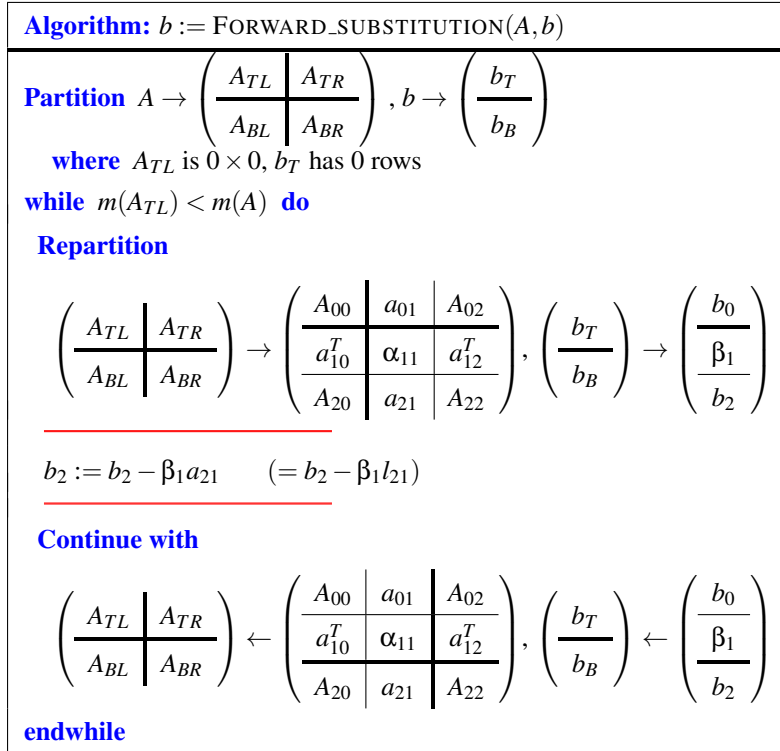 Algorithm: b := FORWARD_SUBSTITUTION(A, b)
Partition A → ( A_TL A_TR ; A_BL A_BR ) , b → ( b_T ; b_B )
where A_TL is 0 × 0, b_T has 0 rows
while m(A_TL) < m(A) do
Repartition
( A_TL A_TR ; A_BL A_BR ) → ( A_00 a_01 A_02 ; a_10^T α_11 a_12^T ; A_20 a_21 A_22 ) , ( b_T ; b_B ) → ( b_0 ; β_1 ; b_2 )
b_2 := b_2 − β_1 a_21 (= b_2 − β_1 l_21)
Continue with
( A_TL A_TR ; A_BL A_BR ) ← ( A_00 a_01 A_02 ; a_10^T α_11 a_12^T ; A_20 a_21 A_22 ) , ( b_T ; b_B ) ← ( b_0 ; β_1 ; b_2 )
endwhile